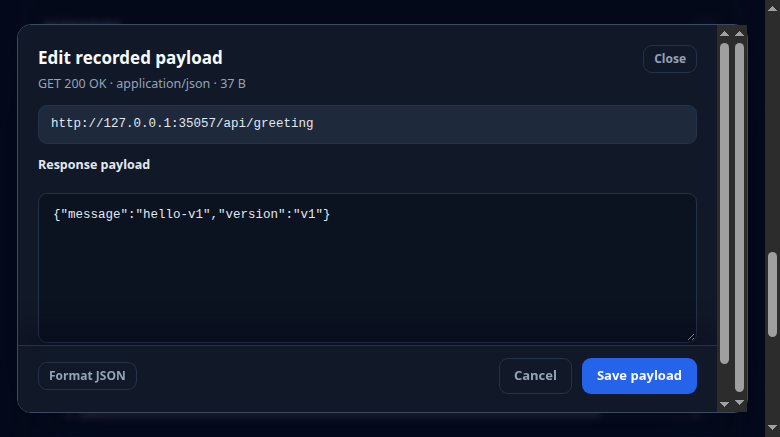 Edit recorded payload
Close
GET 200 OK · application/json · 37 B
http://127.0.0.1:35057/api/greeting
Response payload
{"message":"hello-v1","version":"v1"}
Format JSON
Cancel
Save payload